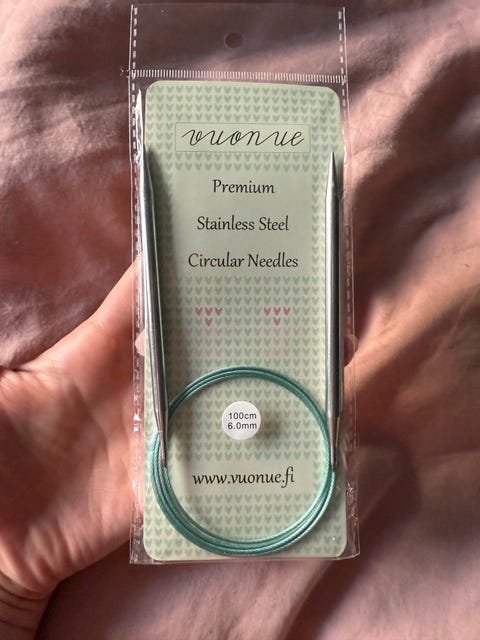 vuonue
Premium
Stainless Steel
Circular Needles
100cm
6.0mm
www.vuonue.fi